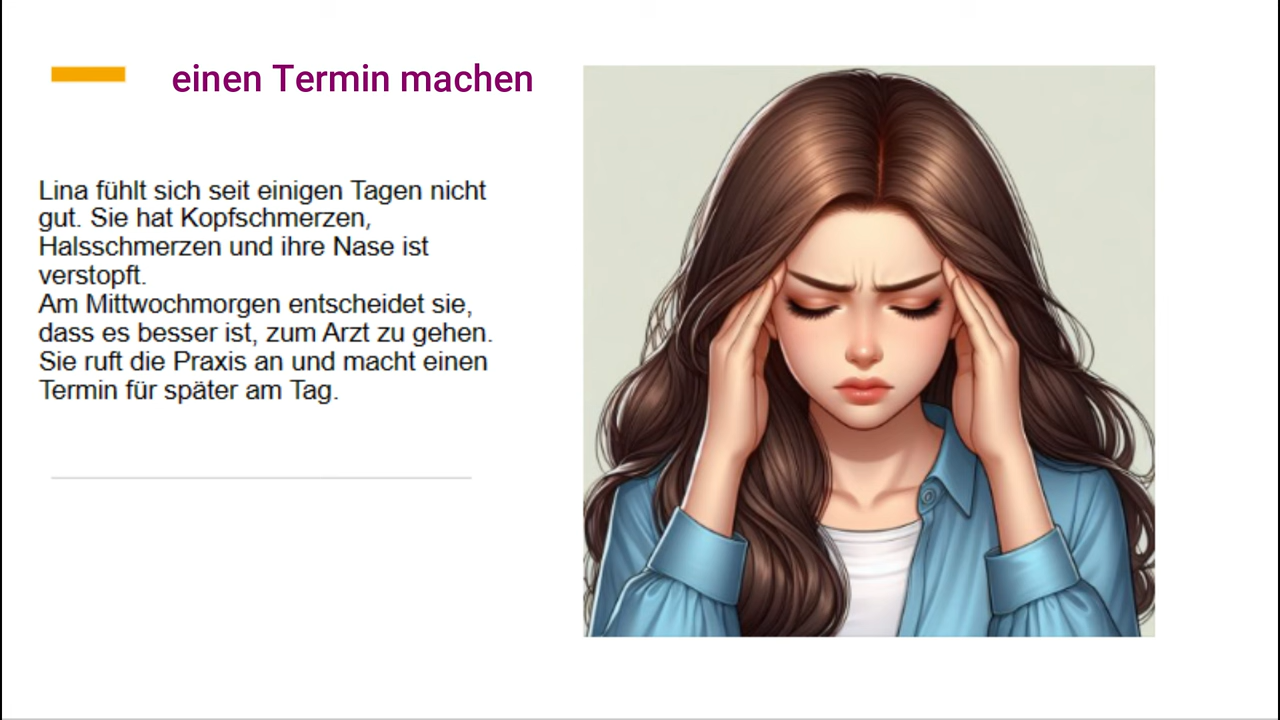 einen Termin machen
Lina fühlt sich seit einigen Tagen nicht
gut. Sie hat Kopfschmerzen,
Halsschmerzen und ihre Nase ist
verstopft.
Am Mittwochmorgen entscheidet sie,
dass es besser ist, zum Arzt zu gehen.
Sie ruft die Praxis an und macht einen
Termin für später am Tag.